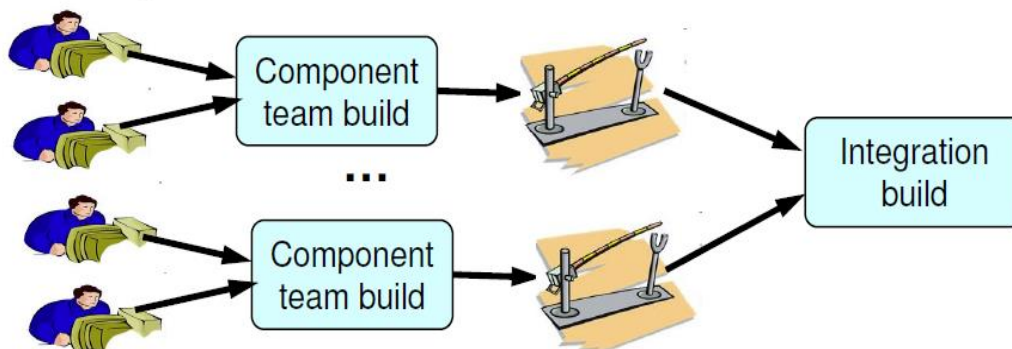 Component
team build
...
Integration
build
Component
team build